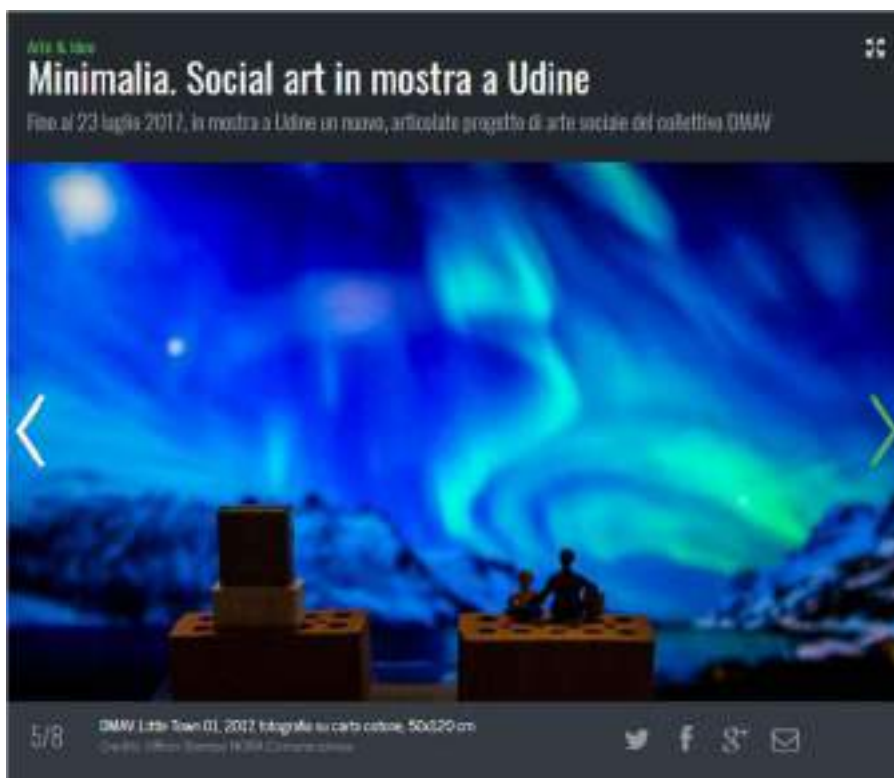 Arte & Idee
Minimalia. Social art in mostra a Udine
Fino al 23 luglio 2017, in mostra a Udine un nuovo, articolato progetto di arte sociale del collettivo DMAV
5/8
DMAV, Little Town 01, 2017, fotografia su carta cotone, 50x120 cm